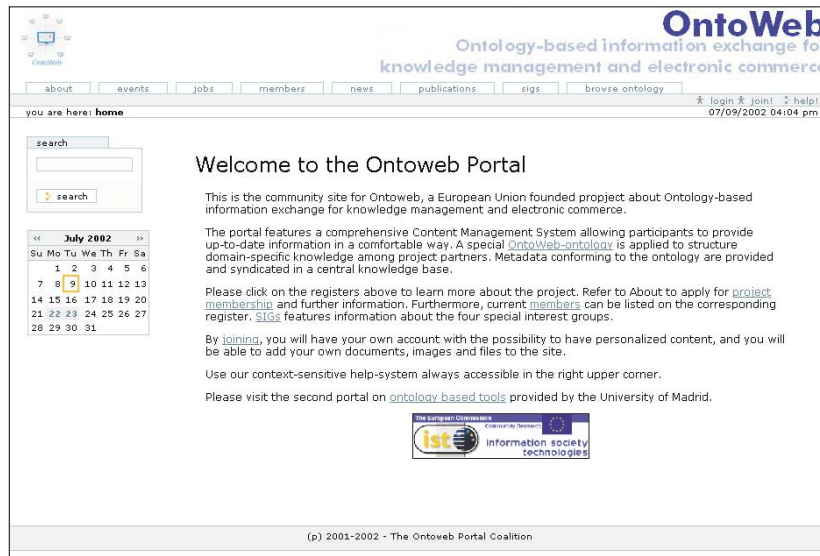 OntoWeb
Ontology-based information exchange fo
knowledge management and electronic commerc
OntoWeb
about events jobs members news publications sigs browse ontology
login join! help!
you are here: home 07/09/2002 04:04 pm
search
search
‹‹ July 2002 ››
Su Mo Tu We Th Fr Sa
1 2 3 4 5 6
7 8 9 10 11 12 13
14 15 16 17 18 19 20
21 22 23 24 25 26 27
28 29 30 31
Welcome to the Ontoweb Portal
This is the community site for Ontoweb, a European Union founded propject about Ontology-based
information exchange for knowledge management and electronic commerce.
The portal features a comprehensive Content Management System allowing participants to provide
up-to-date information in a comfortable way. A special OntoWeb-ontology is applied to structure
domain-specific knowledge among project partners. Metadata conforming to the ontology are provided
and syndicated in a central knowledge base.
Please click on the registers above to learn more about the project. Refer to About to apply for project
membership and further information. Furthermore, current members can be listed on the corresponding
register. SIGs features information about the four special interest groups.
By joining, you will have your own account with the possibility to have personalized content, and you will
be able to add your own documents, images and files to the site.
Use our context-sensitive help-system always accessible in the right upper corner.
Please visit the second portal on ontology based tools provided by the University of Madrid.
The European Commission
Community Research
ist
information society
technologies
(p) 2001-2002 - The Ontoweb Portal Coalition